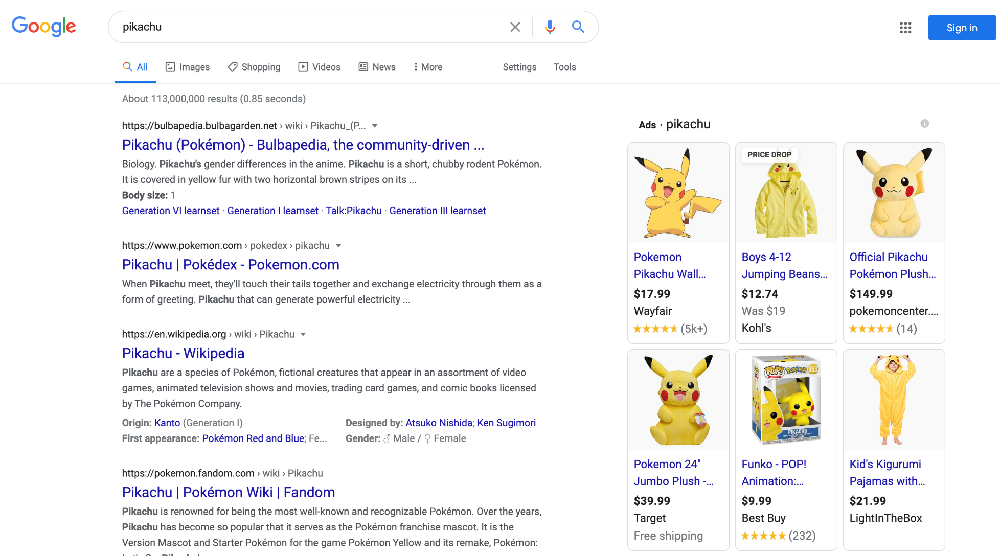 Google
pikachu
Sign in
All Images Shopping Videos News More Settings Tools
About 113,000,000 results (0.85 seconds)
https://bulbapedia.bulbagarden.net › wiki › Pikachu_(P...
Pikachu (Pokémon) - Bulbapedia, the community-driven ...
Biology. Pikachu's gender differences in the anime. Pikachu is a short, chubby rodent Pokémon.
It is covered in yellow fur with two horizontal brown stripes on its ...
Body size: 1
Generation VI learnset · Generation I learnset · Talk:Pikachu · Generation III learnset
https://www.pokemon.com › pokedex › pikachu
Pikachu | Pokédex - Pokemon.com
When Pikachu meet, they'll touch their tails together and exchange electricity through them as a
form of greeting. Pikachu that can generate powerful electricity ...
https://en.wikipedia.org › wiki › Pikachu
Pikachu - Wikipedia
Pikachu are a species of Pokémon, fictional creatures that appear in an assortment of video
games, animated television shows and movies, trading card games, and comic books licensed
by The Pokémon Company.
Origin: Kanto (Generation I)
Designed by: Atsuko Nishida; Ken Sugimori
First appearance: Pokémon Red and Blue; Fe...
Gender: ♂ Male / ♀ Female
https://pokemon.fandom.com › wiki › Pikachu
Pikachu | Pokémon Wiki | Fandom
Pikachu is renowned for being the most well-known and recognizable Pokémon. Over the years,
Pikachu has become so popular that it serves as the Pokémon franchise mascot. It is the
Version Mascot and Starter Pokémon for the game Pokémon Yellow and its remake, Pokémon:
Ads · pikachu
Pokemon
Pikachu Wall...
$17.99
Wayfair
(5k+)
PRICE DROP
Boys 4-12
Jumping Beans...
$12.74
Was $19
Kohl's
Official Pikachu
Pokémon Plush...
$149.99
pokemoncenter....
(14)
Pokemon 24"
Jumbo Plush -...
$39.99
Target
Free shipping
POP!
Pokémon
553
PIKACHU
Funko - POP!
Animation:...
$9.99
Best Buy
(232)
Kid's Kigurumi
Pajamas with...
$21.99
LightInTheBox